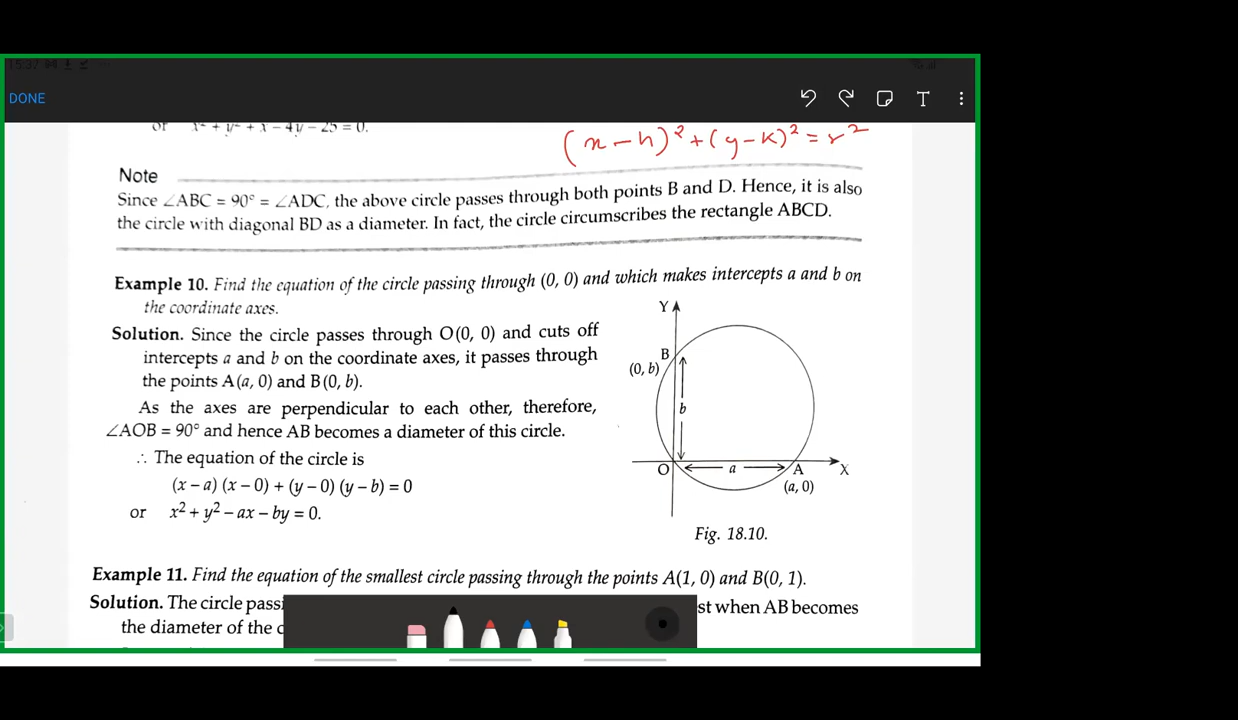 DONE
T
or x² + y² + x – 4y – 25 = 0.
(x-h)²+(y-k)²=r²
Note
Since ∠ABC = 90° = ∠ADC, the above circle passes through both points B and D. Hence, it is also
the circle with diagonal BD as a diameter. In fact, the circle circumscribes the rectangle ABCD.
Example 10. Find the equation of the circle passing through (0, 0) and which makes intercepts a and b on
the coordinate axes.
Solution. Since the circle passes through O(0, 0) and cuts off
intercepts a and b on the coordinate axes, it passes through
the points A(a, 0) and B(0, b).
As the axes are perpendicular to each other, therefore,
∠AOB = 90° and hence AB becomes a diameter of this circle.
∴ The equation of the circle is
(x – a) (x – 0) + (y – 0) (y – b) = 0
or x² + y² – ax – by = 0.
Y
B
(0, b)
b
O a A X
(a, 0)
Fig. 18.10.
Example 11. Find the equation of the smallest circle passing through the points A(1, 0) and B(0, 1).
Solution. The circle passi st when AB becomes
the diameter of the c